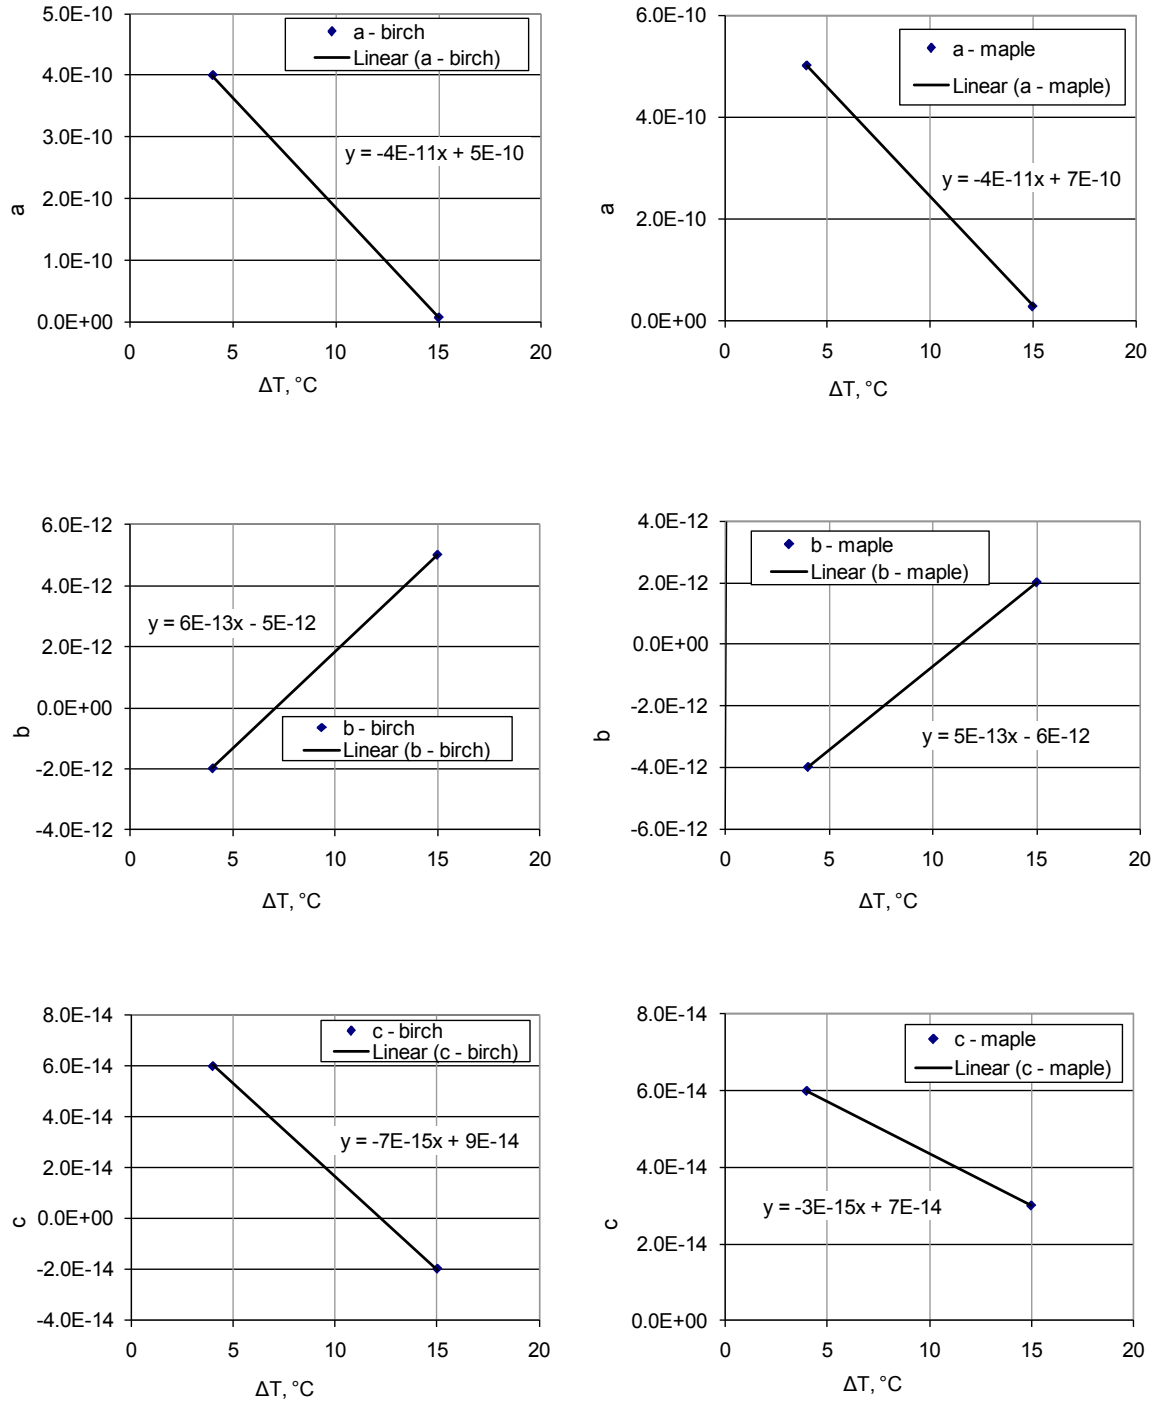 5.0E-10
4.0E-10
3.0E-10
2.0E-10
1.0E-10
0.0E+00
a
a - birch
Linear (a - birch)
y = -4E-11x + 5E-10
0 5 10 15 20
ΔT, °C
6.0E-10
4.0E-10
2.0E-10
0.0E+00
a
a - maple
Linear (a - maple)
y = -4E-11x + 7E-10
0 5 10 15 20
ΔT, °C
6.0E-12
4.0E-12
2.0E-12
0.0E+00
-2.0E-12
-4.0E-12
b
y = 6E-13x - 5E-12
b - birch
Linear (b - birch)
0 5 10 15 20
ΔT, °C
4.0E-12
2.0E-12
0.0E+00
-2.0E-12
-4.0E-12
-6.0E-12
b
b - maple
Linear (b - maple)
y = 5E-13x - 6E-12
0 5 10 15 20
ΔT, °C
8.0E-14
6.0E-14
4.0E-14
2.0E-14
0.0E+00
-2.0E-14
-4.0E-14
c
c - birch
Linear (c - birch)
y = -7E-15x + 9E-14
0 5 10 15 20
ΔT, °C
8.0E-14
6.0E-14
4.0E-14
2.0E-14
0.0E+00
c
c - maple
Linear (c - maple)
y = -3E-15x + 7E-14
0 5 10 15 20
ΔT, °C